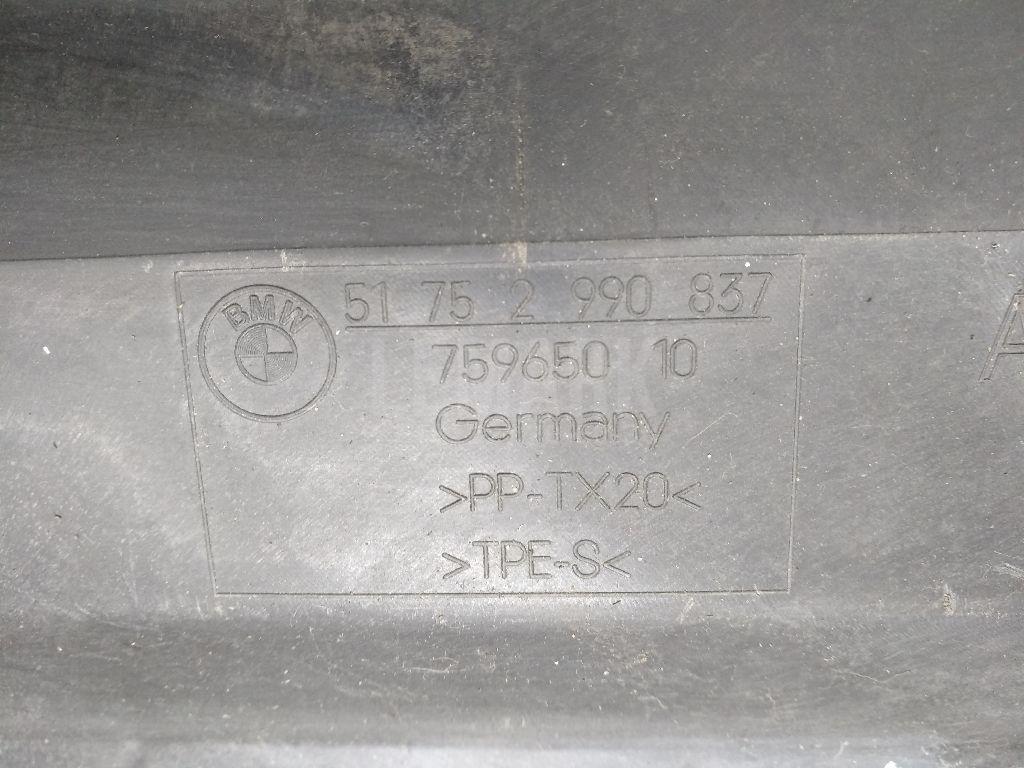 BMW
51 75 2 990 837
759650 10
Germany
>PP-TX20<
>TPE-S<